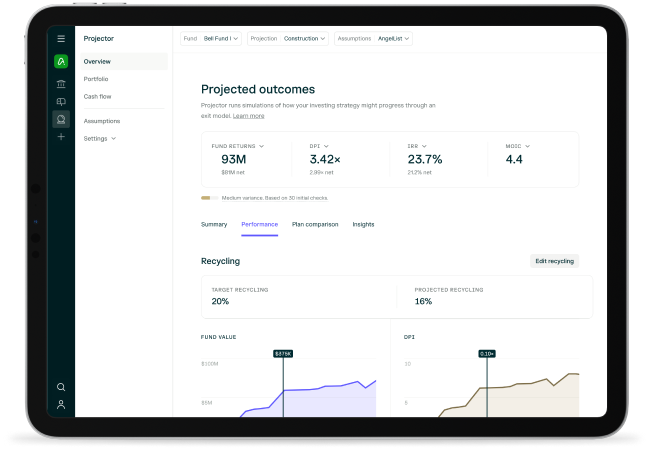 Projector
Fund Bell Fund I
Projection Construction
Assumptions AngelList
Overview
Portfolio
Cash flow
Assumptions
Settings
Projected outcomes
Projector runs simulations of how your investing strategy might progress through an
exit model. Learn more
FUND RETURNS
93M
$81M net
DPI
3.42x
2.89x net
IRR
23.7%
21.2% net
MOIC
4.4
Medium variance. Based on 30 initial checks.
Summary Performance Plan comparison Insights
Recycling
Edit recycling
TARGET RECYCLING
20%
PROJECTED RECYCLING
16%
FUND VALUE
$375K
$100M
$5M
DPI
0.10x
10
5